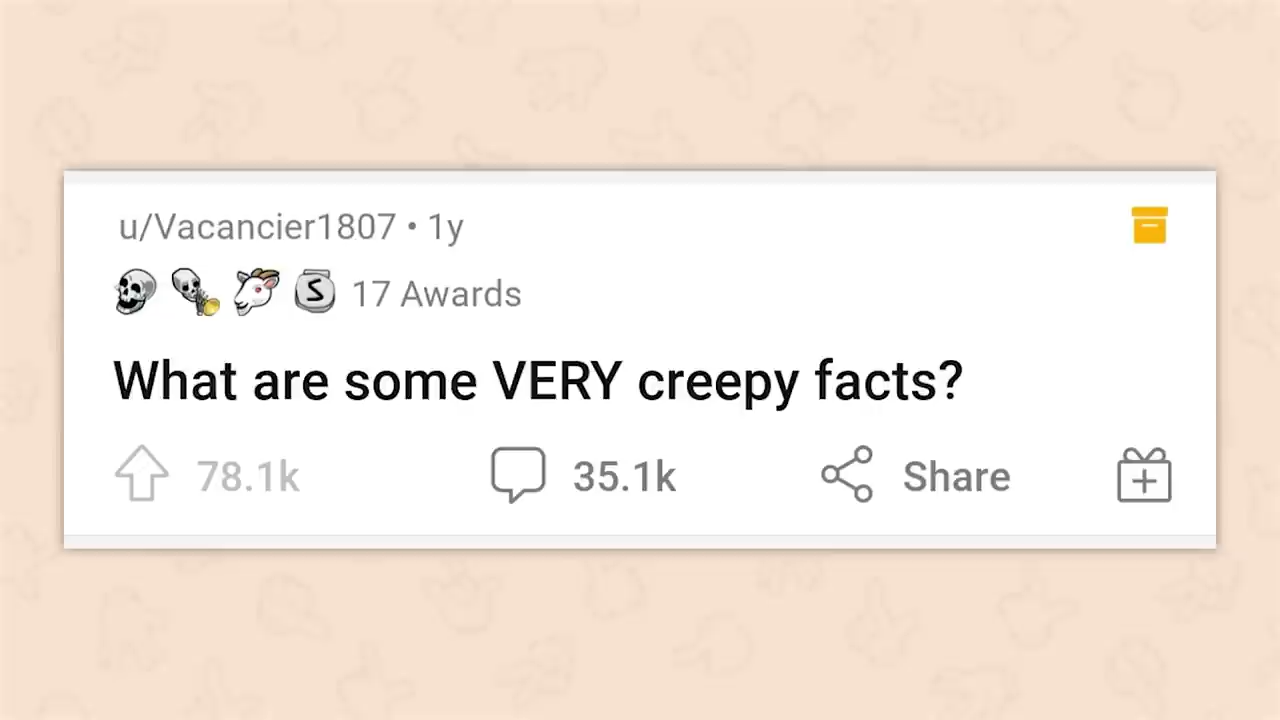 u/Vacancier1807 • 1y
S 17 Awards
What are some VERY creepy facts?
78.1k 35.1k Share